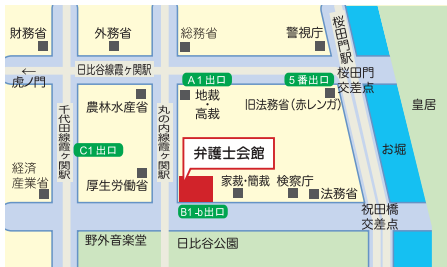 財務省
外務省
総務省
警視庁
桜田門駅
←
虎ノ門
日比谷線霞ヶ関駅
A1出口
5番出口
桜田門
交差点
農林水産省
地裁
・
高裁
旧法務省(赤レンガ)
皇居
千代田線霞ヶ関駅
丸の内線霞ヶ関駅
C1出口
弁護士会館
お堀
経済
産業省
厚生労働省
家裁・簡裁
検察庁
法務省
B1-b出口
祝田橋
交差点
野外音楽堂
日比谷公園